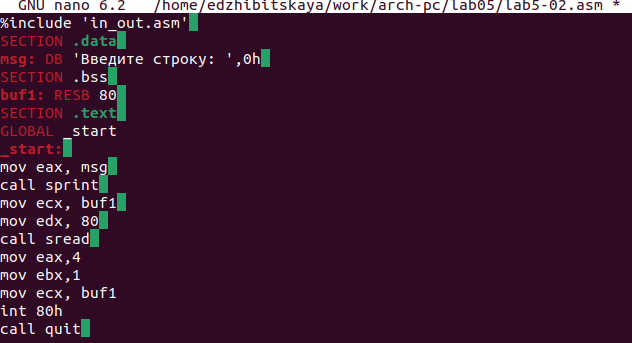 GNU nano 6.2 /home/edzhibitskaya/work/arch-pc/lab05/lab5-02.asm *
%include 'in_out.asm'
SECTION .data
msg: DB 'Введите строку: ',0h
SECTION .bss
buf1: RESB 80
SECTION .text
GLOBAL _start
_start:
mov eax, msg
call sprint
mov ecx, buf1
mov edx, 80
call sread
mov eax,4
mov ebx,1
mov ecx, buf1
int 80h
call quit